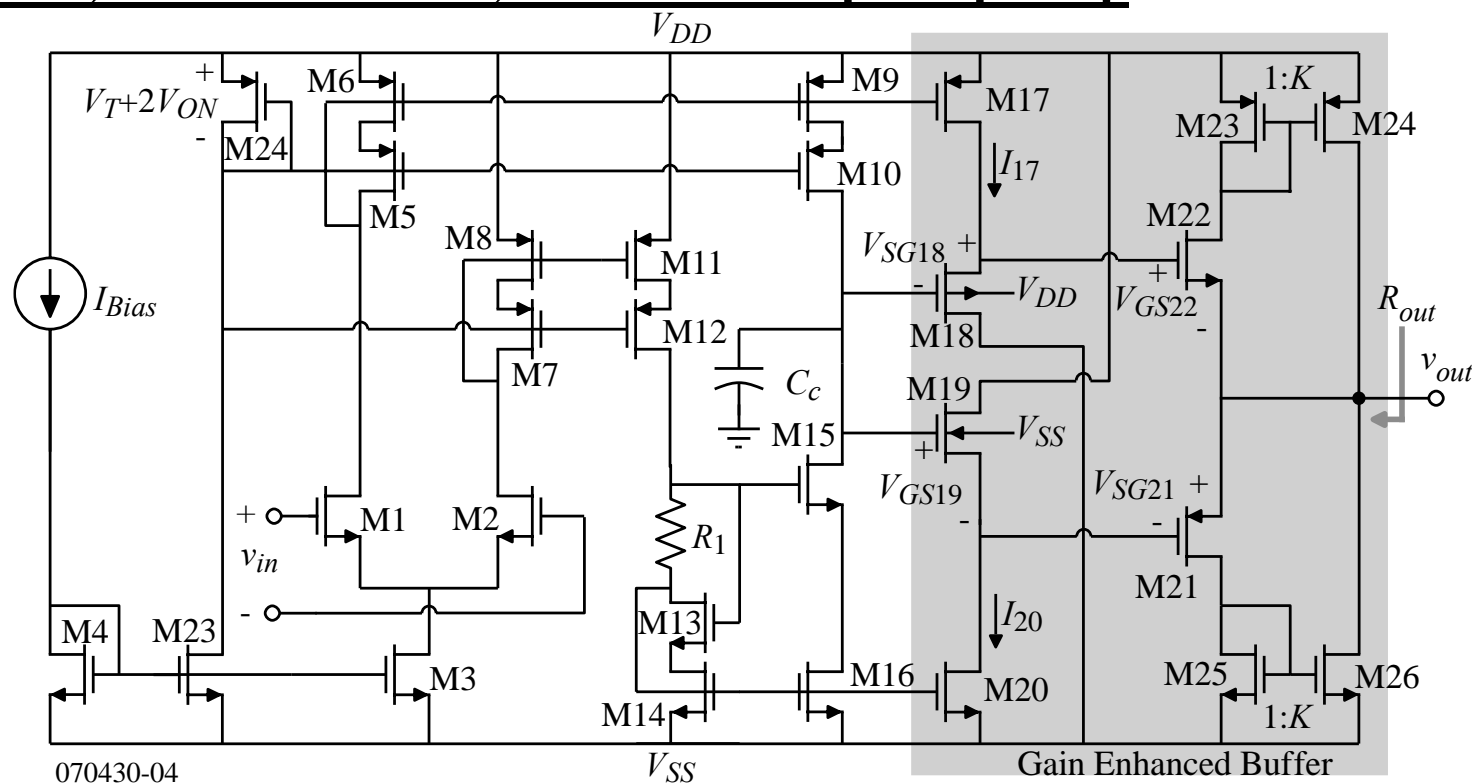 VDD
+
VT+2VON
-
M24
M6
M5
M9
M10
M17
I17
1:K
M23
M24
M22
M8
M7
M11
M12
VSG18
+
-
VDD
M18
+
VGS22
-
Rout
vout
IBias
Cc
M19
VSS
+
VGS19
-
M15
VSG21
+
-
M21
+
vin
-
M1
M2
R1
M13
M14
M4
M23
M3
M16
I20
M20
M25
M26
1:K
070430-04
VSS
Gain Enhanced Buffer